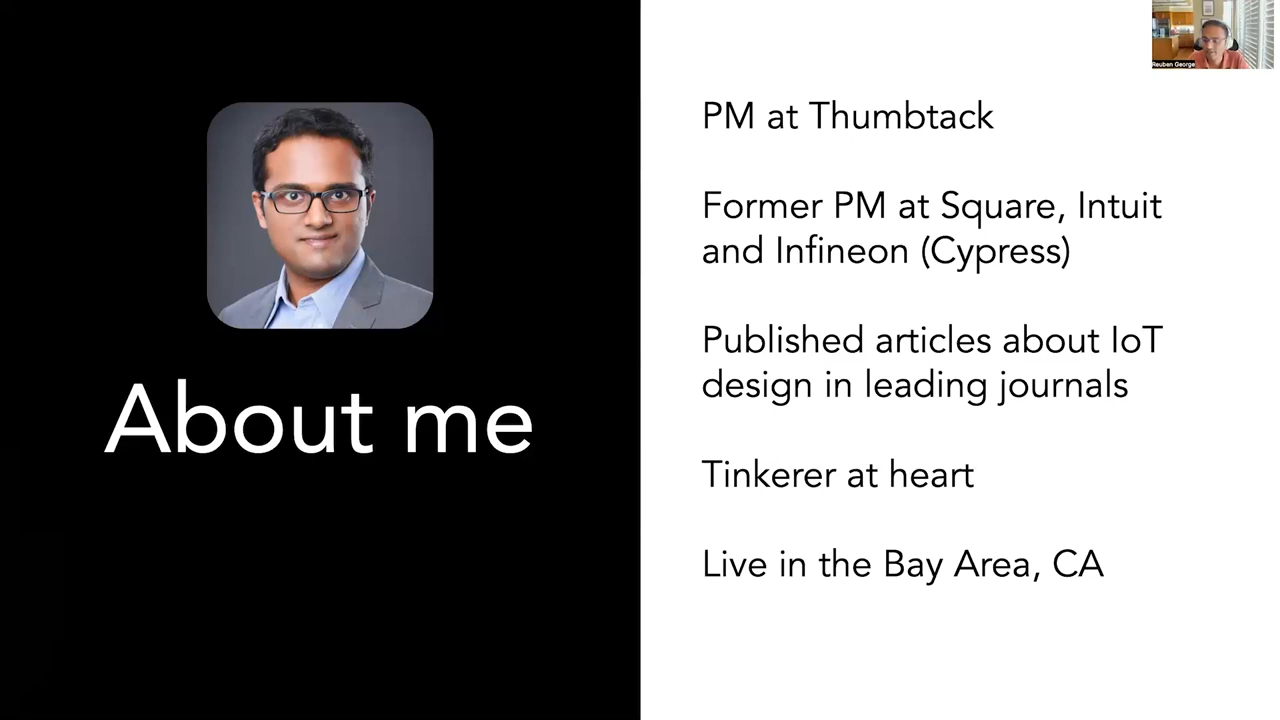 Reuben George
About me
PM at Thumbtack
Former PM at Square, Intuit
and Infineon (Cypress)
Published articles about IoT
design in leading journals
Tinkerer at heart
Live in the Bay Area, CA